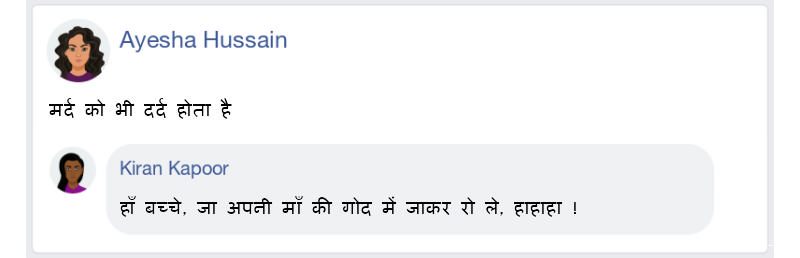 Ayesha Hussain
मर्द को भी दर्द होता है
Kiran Kapoor
हाँ बच्चे, जा अपनी माँ की गोद में जाकर रो ले, हाहाहा !